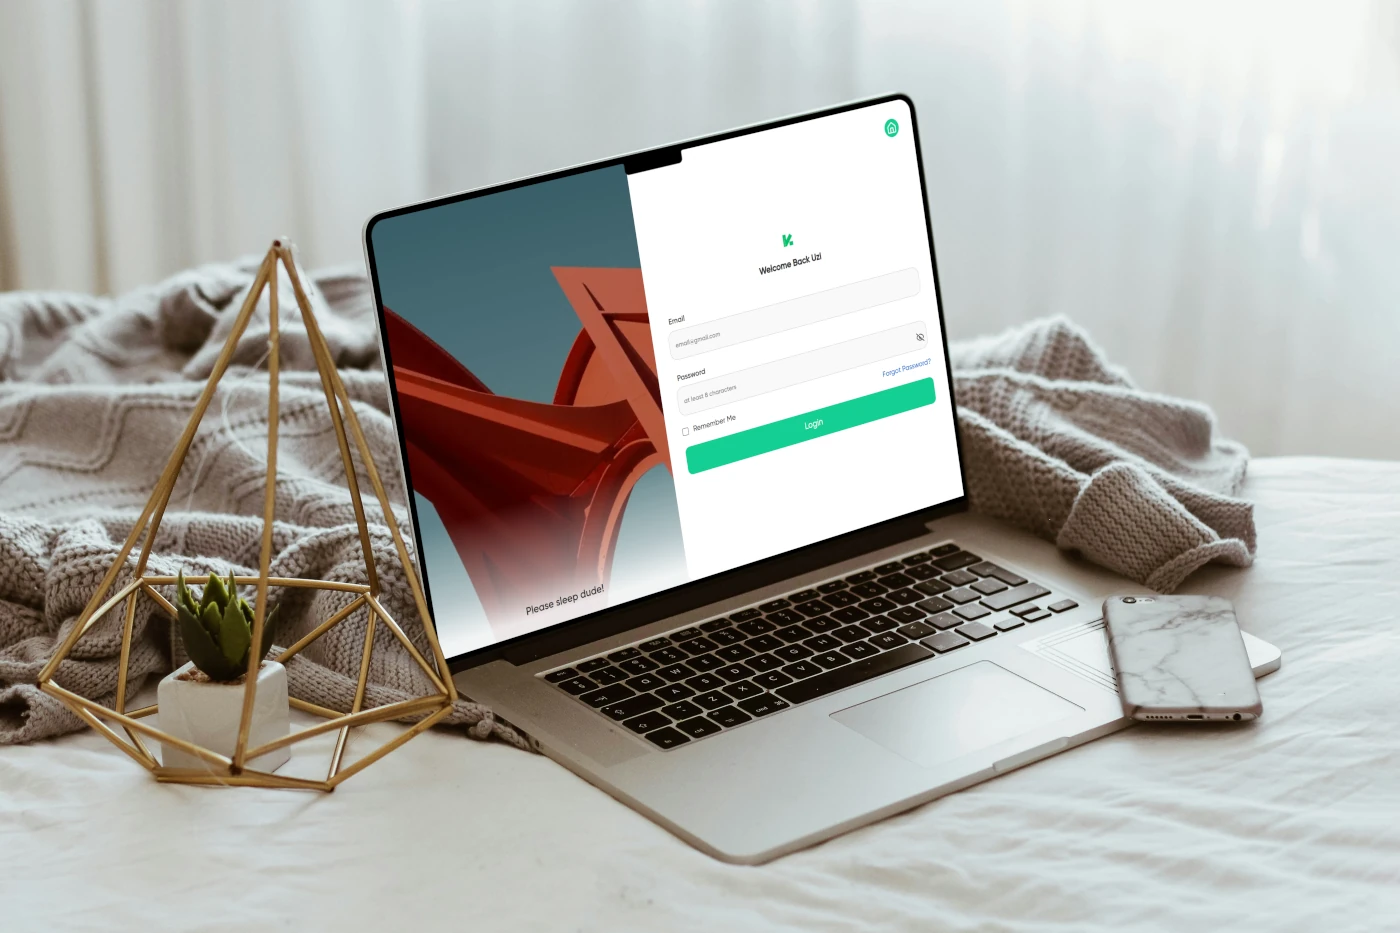 Welcome Back Uzi
Email
email@gmail.com
Password
at least 8 characters
Forgot Password?
Remember Me
Login
Please sleep dude!